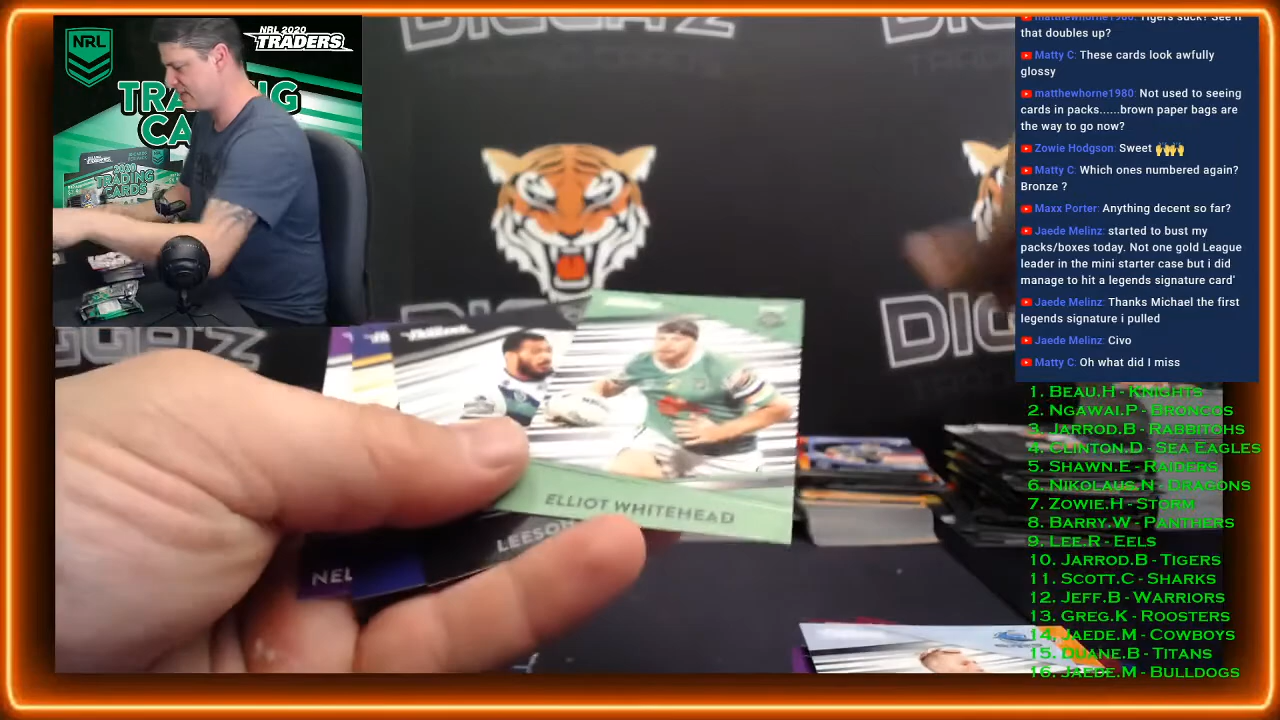 NRL
NRL 2020
TRADERS
TRA G
CA
2020
TRADING
CARDS
DIGGAZ
DIG
matthewhorne1980: Tigers suck? See if
that doubles up?
Matty C: These cards look awfully
glossy
matthewhorne1980: Not used to seeing
cards in packs......brown paper bags are
the way to go now?
Zowie Hodgson: Sweet 🙌🙌
Matty C: Which ones numbered again?
Bronze ?
Maxx Porter: Anything decent so far?
Jaede Melinz: started to bust my
packs/boxes today. Not one gold League
leader in the mini starter case but i did
manage to hit a legends signature card'
Jaede Melinz: Thanks Michael the first
legends signature i pulled
Jaede Melinz: Civo
Matty C: Oh what did I miss
1. Beau.H - Knights
2. Ngawai.P - Broncos
3. Jarrod.B - Rabbitohs
4. Clinton.D - Sea Eagles
5. Shawn.E - Raiders
6. Nikolaus.N - Dragons
7. Zowie.H - Storm
8. Barry.W - Panthers
9. Lee.R - Eels
10. Jarrod.B - Tigers
11. Scott.C - Sharks
12. Jeff.B - Warriors
13. Greg.K - Roosters
14. Jaede.M - Cowboys
15. Duane.B - Titans
16. Jaede.M - Bulldogs
ELLIOT WHITEHEAD
LEESON
NEL